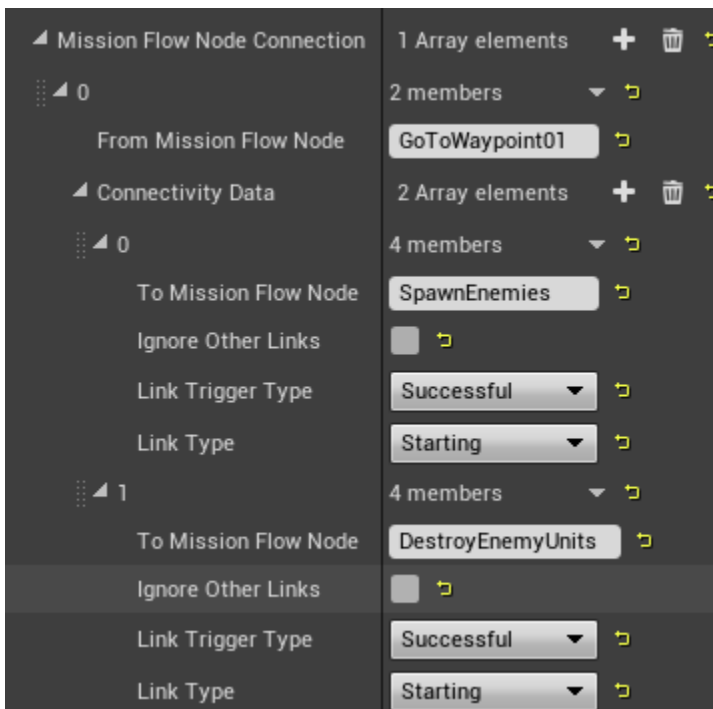 Mission Flow Node Connection 1 Array elements
0 2 members
From Mission Flow Node GoToWaypoint01
Connectivity Data 2 Array elements
0 4 members
To Mission Flow Node SpawnEnemies
Ignore Other Links
Link Trigger Type Successful
Link Type Starting
1 4 members
To Mission Flow Node DestroyEnemyUnits
Ignore Other Links
Link Trigger Type Successful
Link Type Starting